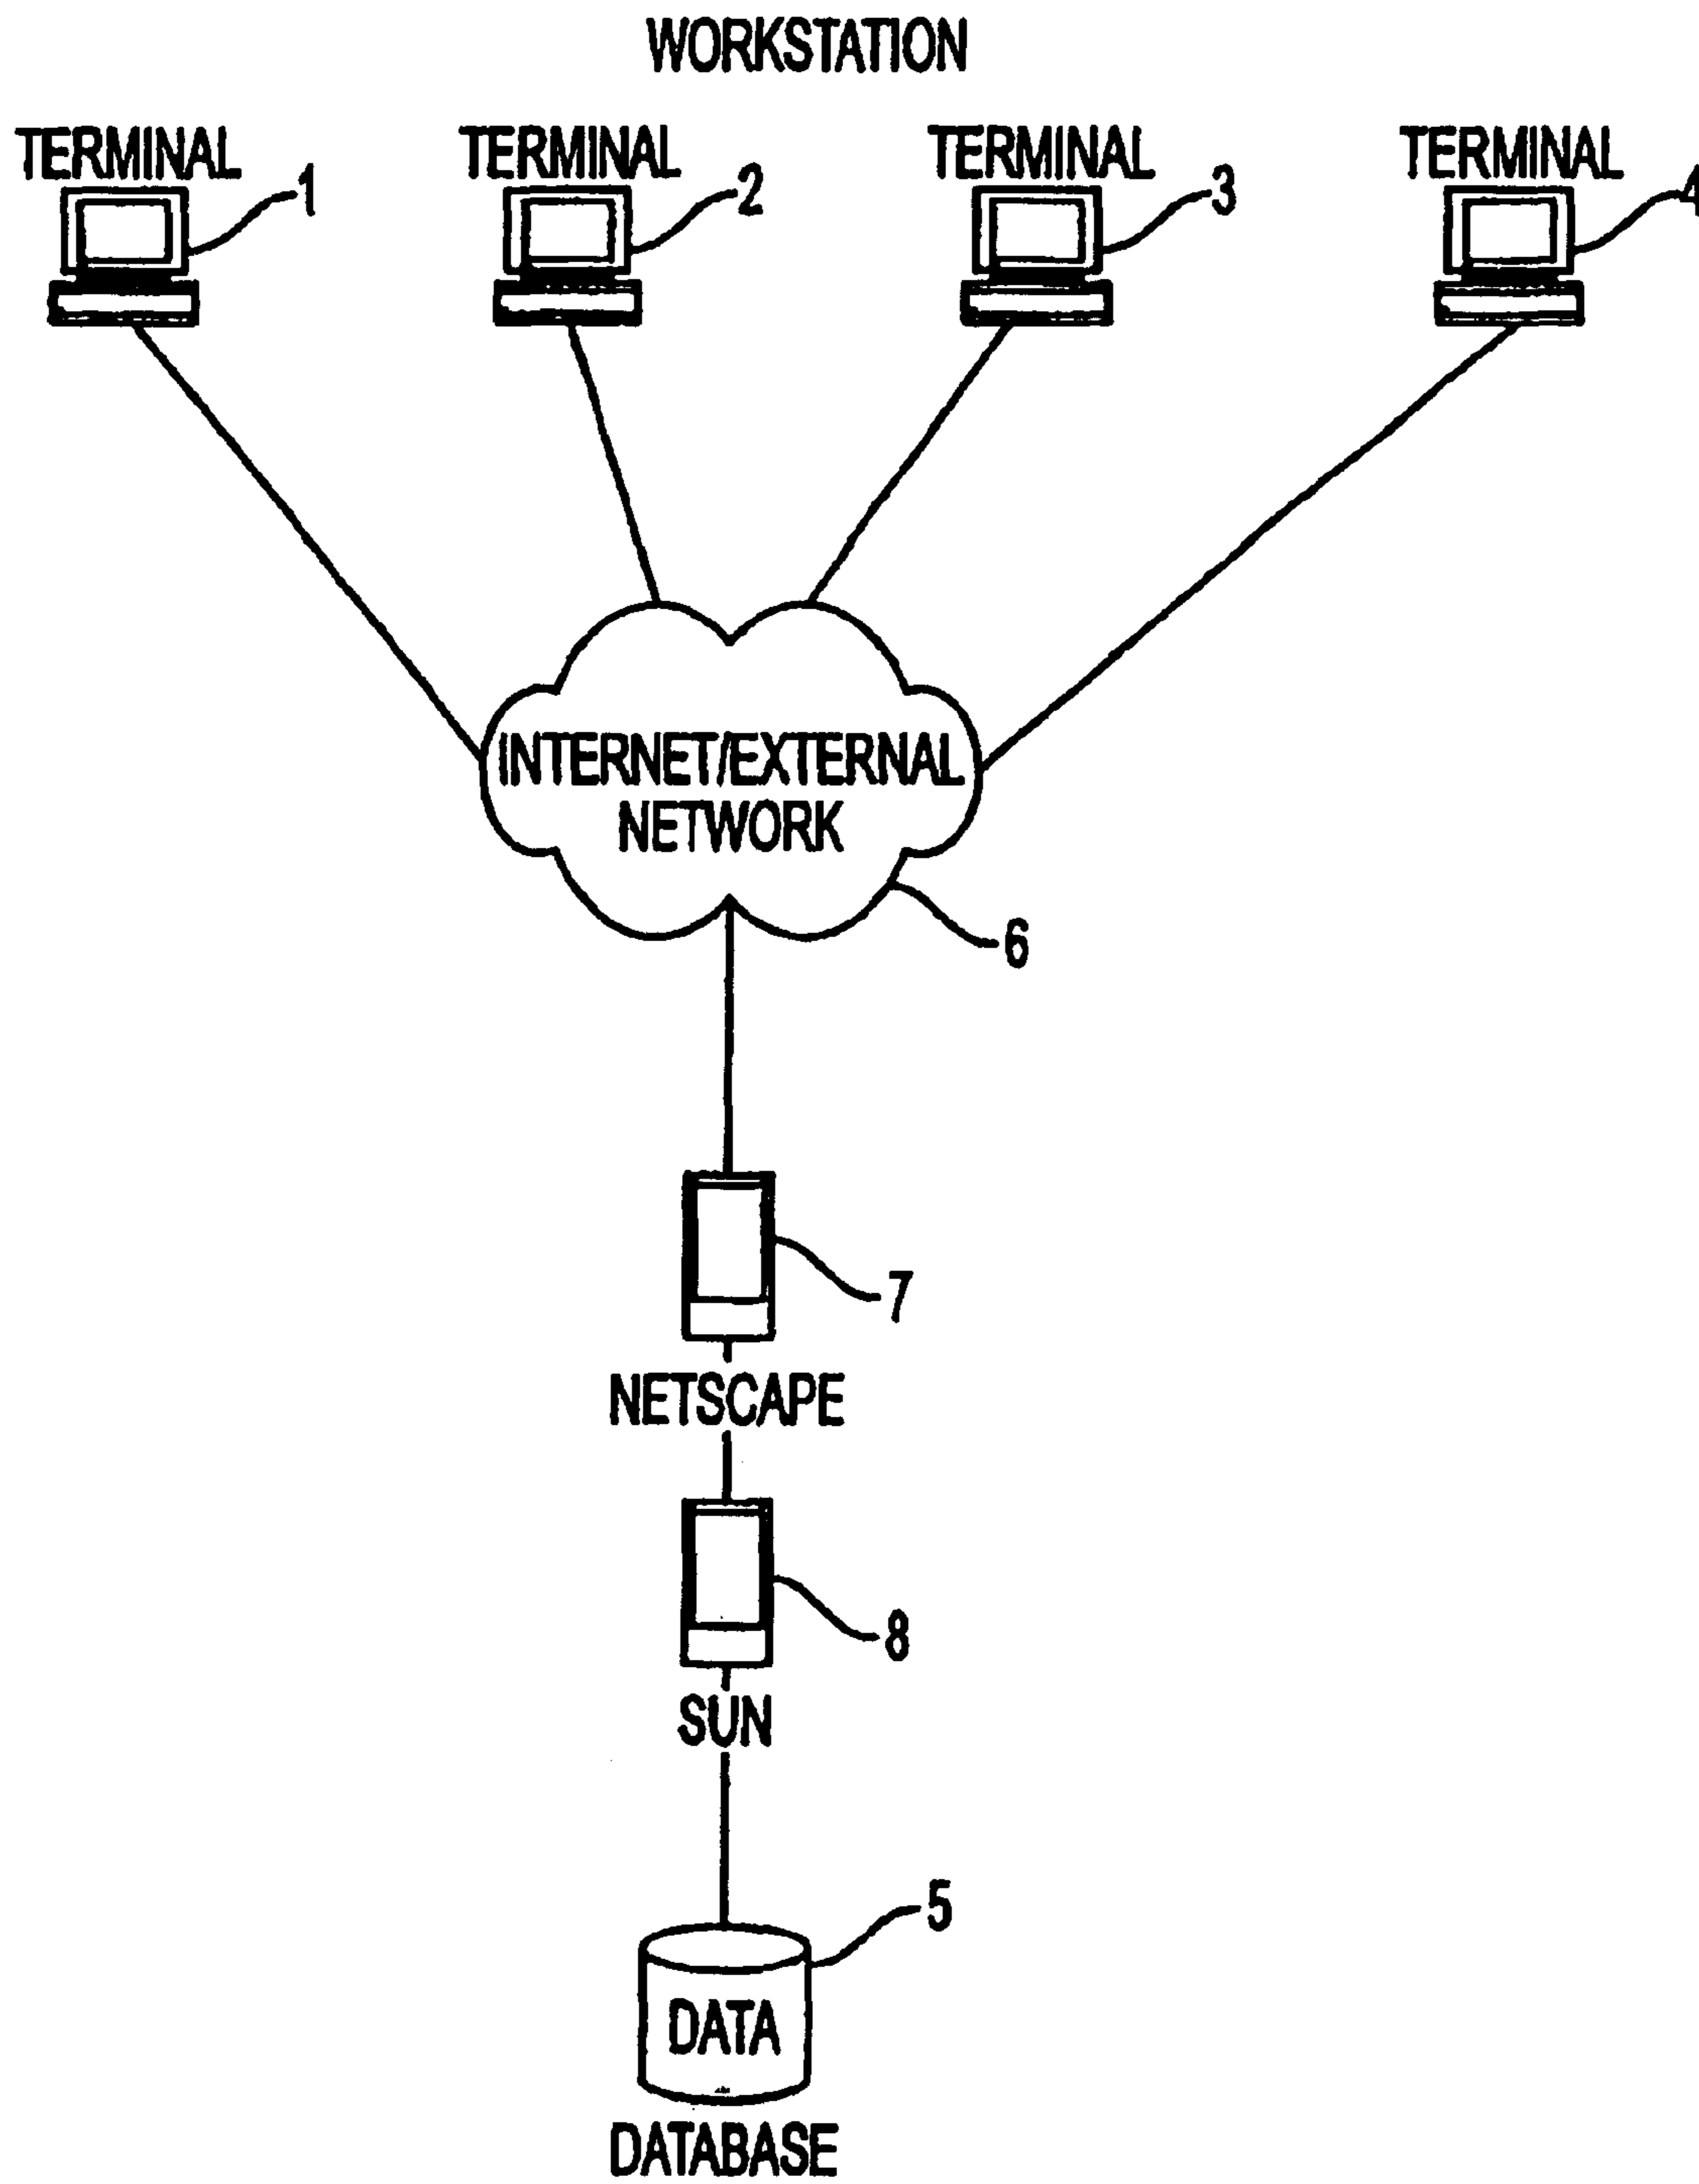 WORKSTATION
TERMINAL TERMINAL TERMINAL TERMINAL
1 2 3 4
INTERNET/EXTERNAL
NETWORK
6
7
NETSCAPE
8
SUN
5
DATA
DATABASE